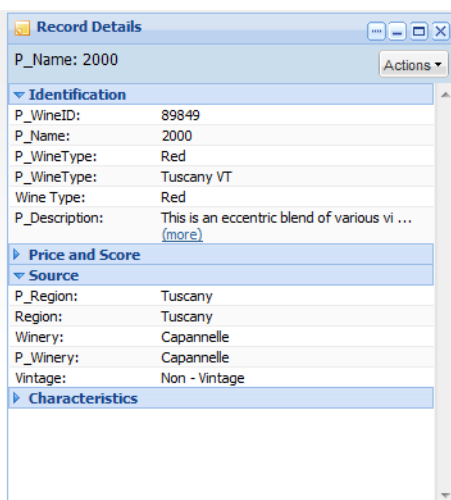 Record Details
P_Name: 2000
Actions
Identification
P_WineID: 89849
P_Name: 2000
P_WineType: Red
P_WineType: Tuscany VT
Wine Type: Red
P_Description: This is an eccentric blend of various vi ...
(more)
Price and Score
Source
P_Region: Tuscany
Region: Tuscany
Winery: Capannelle
P_Winery: Capannelle
Vintage: Non - Vintage
Characteristics